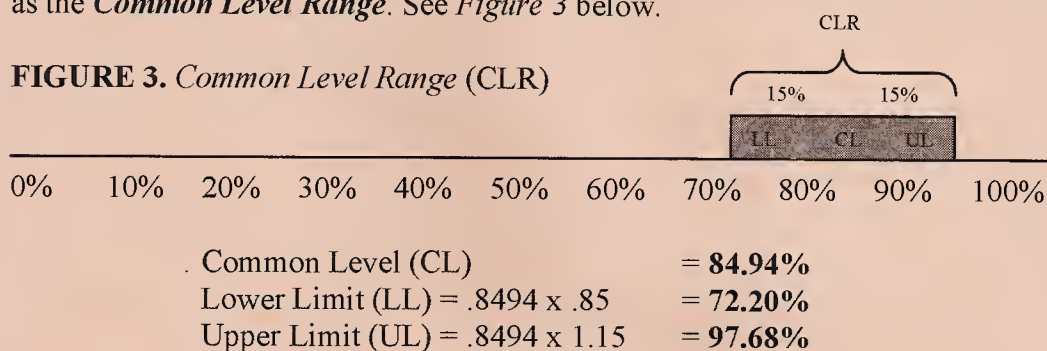 as the Common Level Range. See Figure 3 below.
CLR
FIGURE 3. Common Level Range (CLR)
15% 15%
LL CL UL
0% 10% 20% 30% 40% 50% 60% 70% 80% 90% 100%
. Common Level (CL) = 84.94%
Lower Limit (LL) = .8494 x .85 = 72.20%
Upper Limit (UL) = .8494 x 1.15 = 97.68%